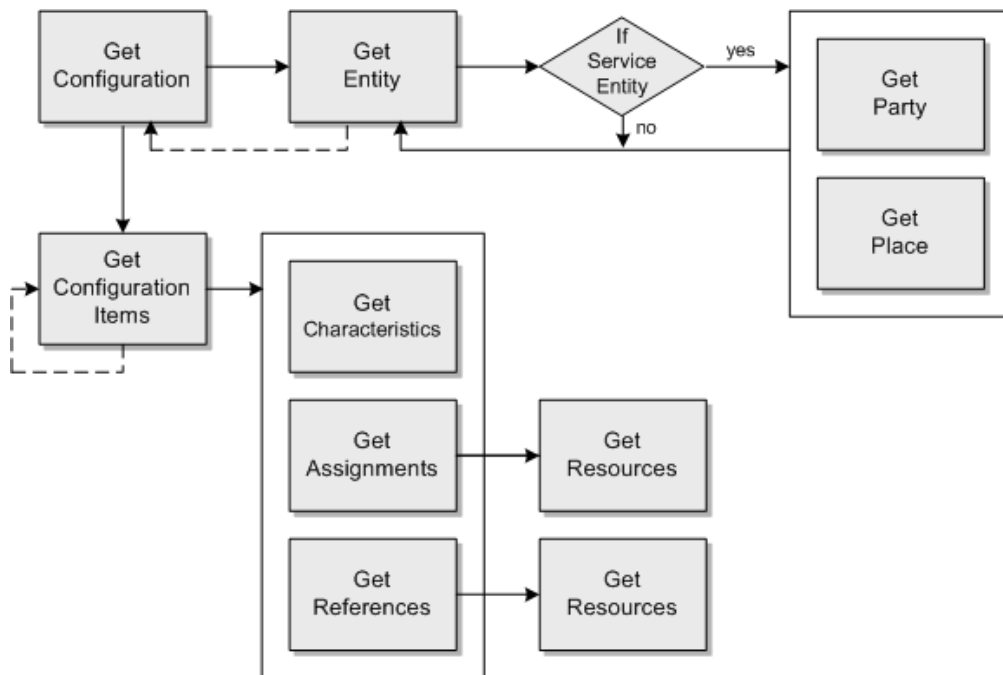 Get
Configuration
Get
Entity
If
Service
Entity
yes
no
Get
Party
Get
Place
Get
Configuration
Items
Get
Characteristics
Get
Assignments
Get
Resources
Get
References
Get
Resources